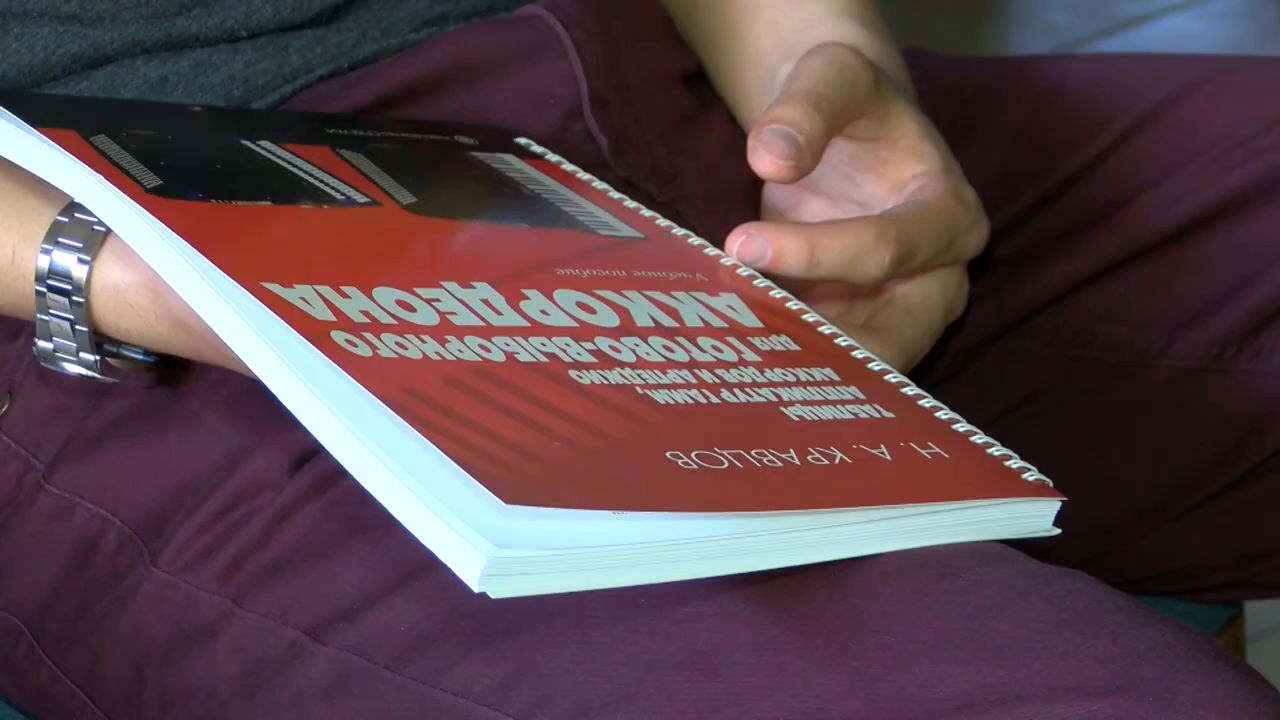 Н. А. КРАВЦОВ
ТАБЛИЦЫ
АППЛИКАТУР ГАММ,
АККОРДОВ И АРПЕДЖИО
ДЛЯ ГОТОВО-ВЫБОРНОГО
АККОРДЕОНА
Учебное пособие